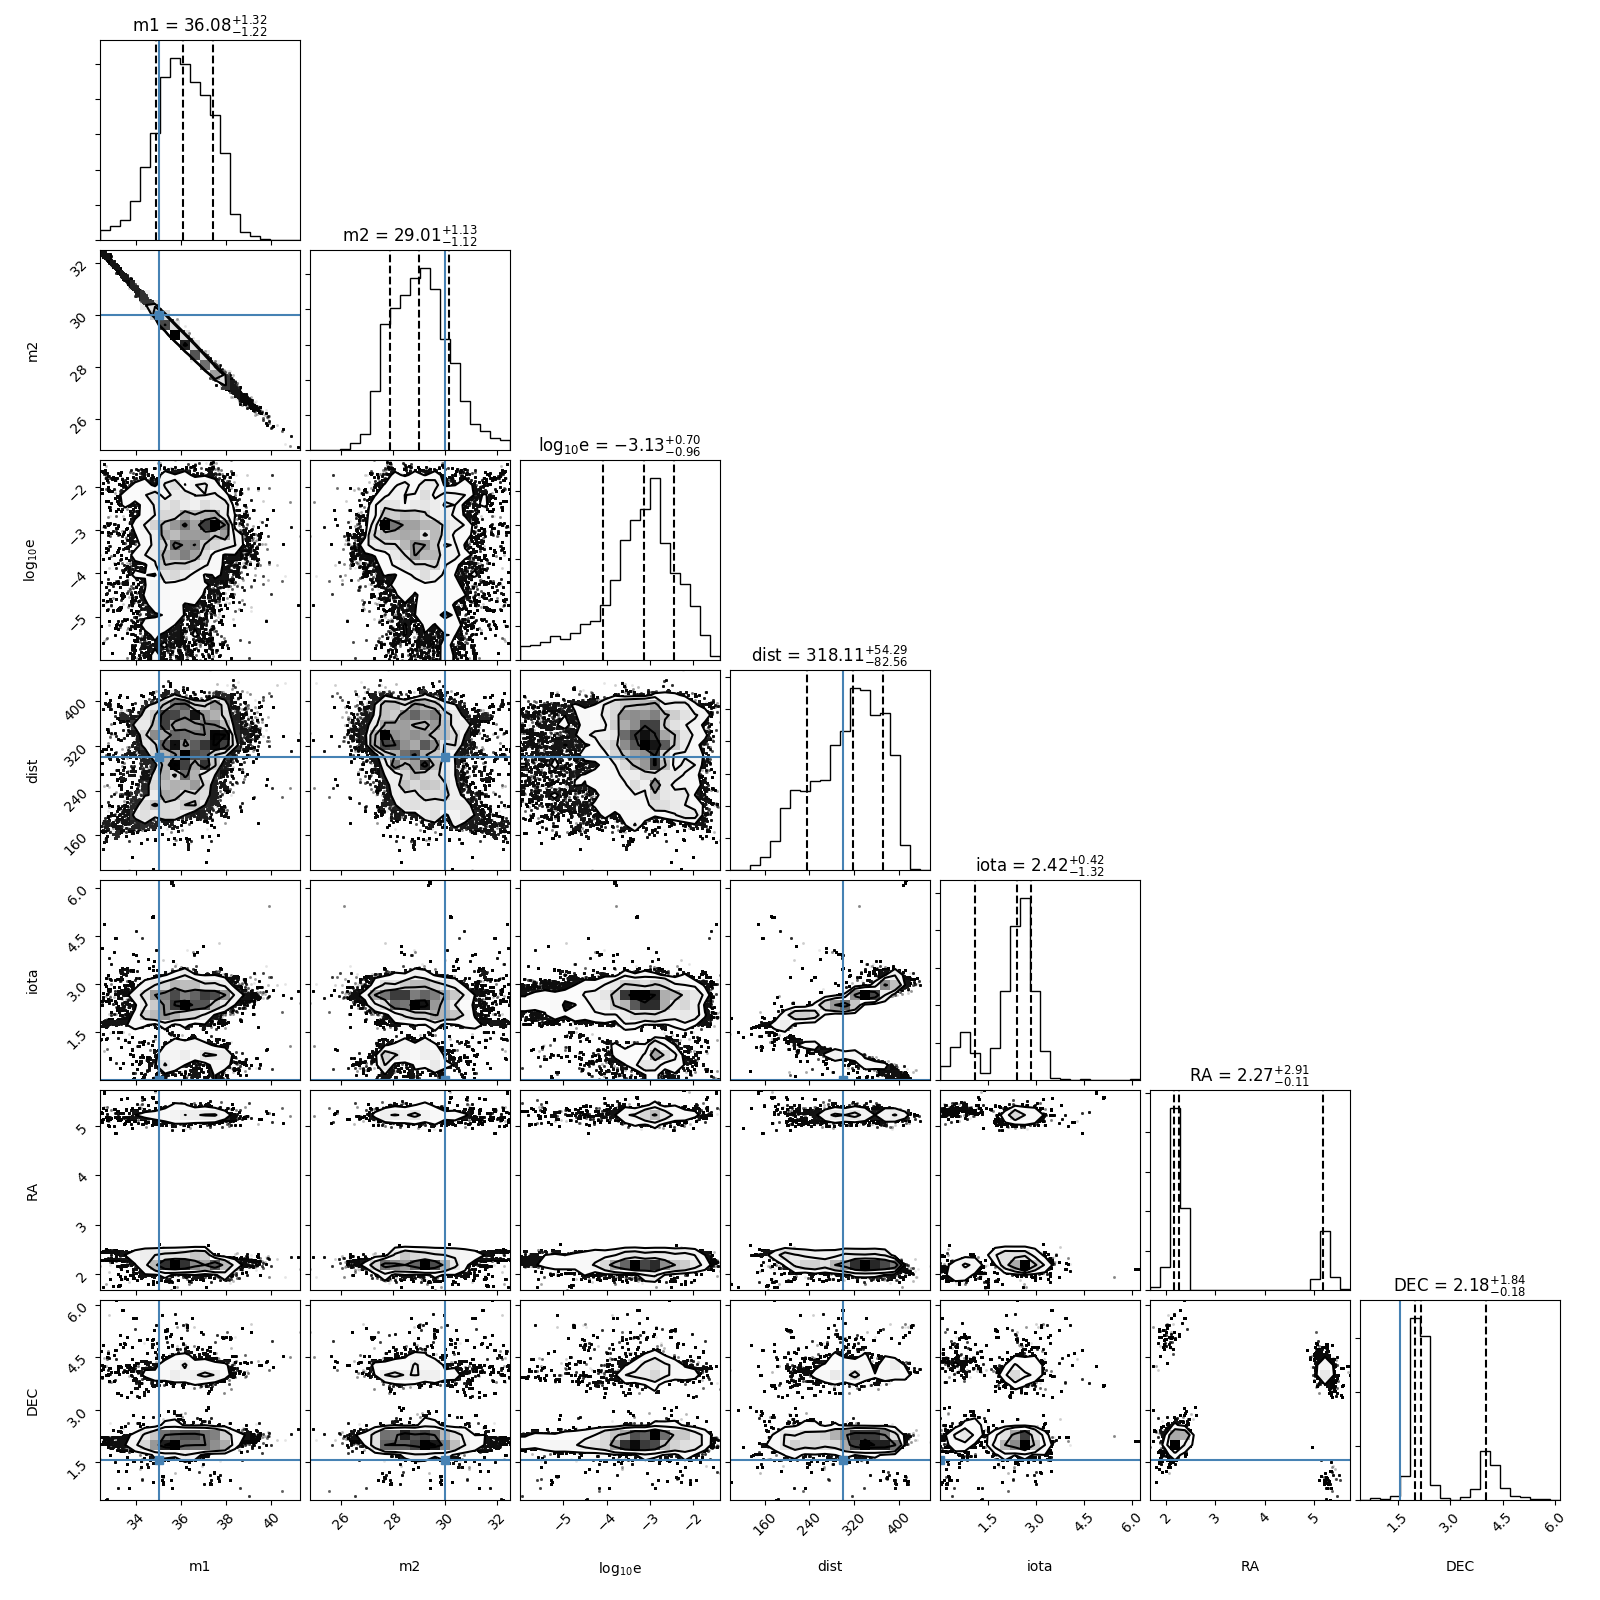 m1 = 36.08+1.32−1.22
m2 = 29.01+1.13−1.12
32
30
28
26
m2
log10e = −3.13+0.70−0.96
−2
−3
−4
−5
log10e
dist = 318.11+54.29−82.56
400
320
240
160
dist
iota = 2.42+0.42−1.32
6.0
4.5
3.0
1.5
iota
RA = 2.27+2.91−0.11
5
4
3
2
RA
DEC = 2.18+1.84−0.18
6.0
4.5
3.0
1.5
DEC
34 36 38 40 26 28 30 32 −5 −4 −3 −2 160 240 320 400 1.5 3.0 4.5 6.0 2 3 4 5 1.5 3.0 4.5 6.0
m1 m2 log10e dist iota RA DEC